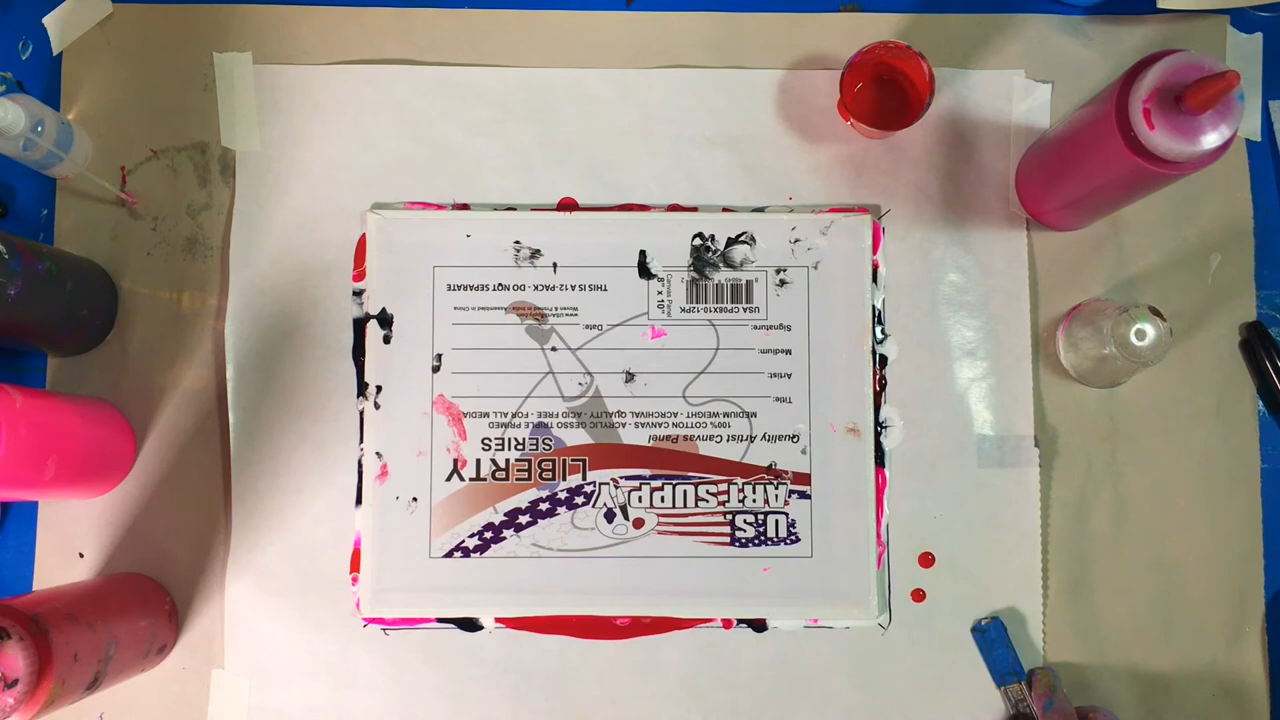 U.S.
ART SUPPLY
LIBERTY
SERIES
Quality Artist Canvas Panel
100% COTTON CANVAS - ACRYLIC GESSO TRIPLE PRIMED
MEDIUM-WEIGHT - ACRHIVAL QUALITY - ACID FREE - FOR ALL MEDIA
Title:
Artist:
Medium:
Signature:
Date:
USA CP08X10-12PK
Canvas Panel
8" x 10"
Woven & Primed in India - Assembled in China
THIS IS A 12-PACK - DO NOT SEPARATE